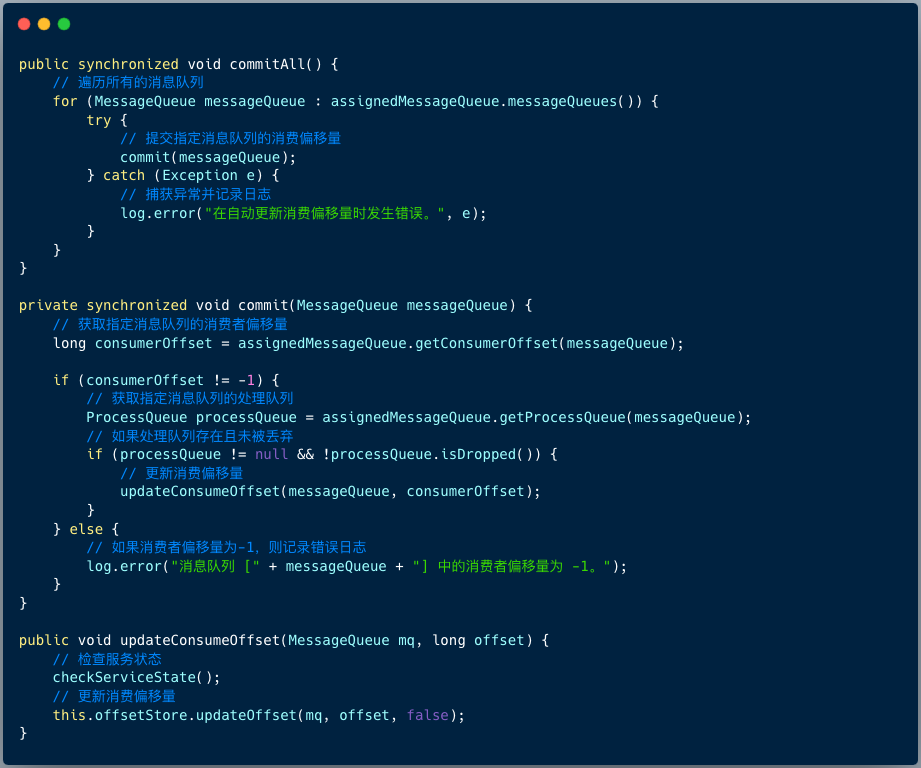 public synchronized void commitAll() {
    // 遍历所有的消息队列
    for (MessageQueue messageQueue : assignedMessageQueue.messageQueues()) {
        try {
            // 提交指定消息队列的消费偏移量
            commit(messageQueue);
        } catch (Exception e) {
            // 捕获异常并记录日志
            log.error("在自动更新消费偏移量时发生错误。", e);
        }
    }
}

private synchronized void commit(MessageQueue messageQueue) {
    // 获取指定消息队列的消费者偏移量
    long consumerOffset = assignedMessageQueue.getConsumerOffset(messageQueue);

    if (consumerOffset != -1) {
        // 获取指定消息队列的处理队列
        ProcessQueue processQueue = assignedMessageQueue.getProcessQueue(messageQueue);
        // 如果处理队列存在且未被丢弃
        if (processQueue != null && !processQueue.isDropped()) {
            // 更新消费偏移量
            updateConsumeOffset(messageQueue, consumerOffset);
        }
    } else {
        // 如果消费者偏移量为-1，则记录错误日志
        log.error("消息队列 [" + messageQueue + "] 中的消费者偏移量为 -1。");
    }
}

public void updateConsumeOffset(MessageQueue mq, long offset) {
    // 检查服务状态
    checkServiceState();
    // 更新消费偏移量
    this.offsetStore.updateOffset(mq, offset, false);
}